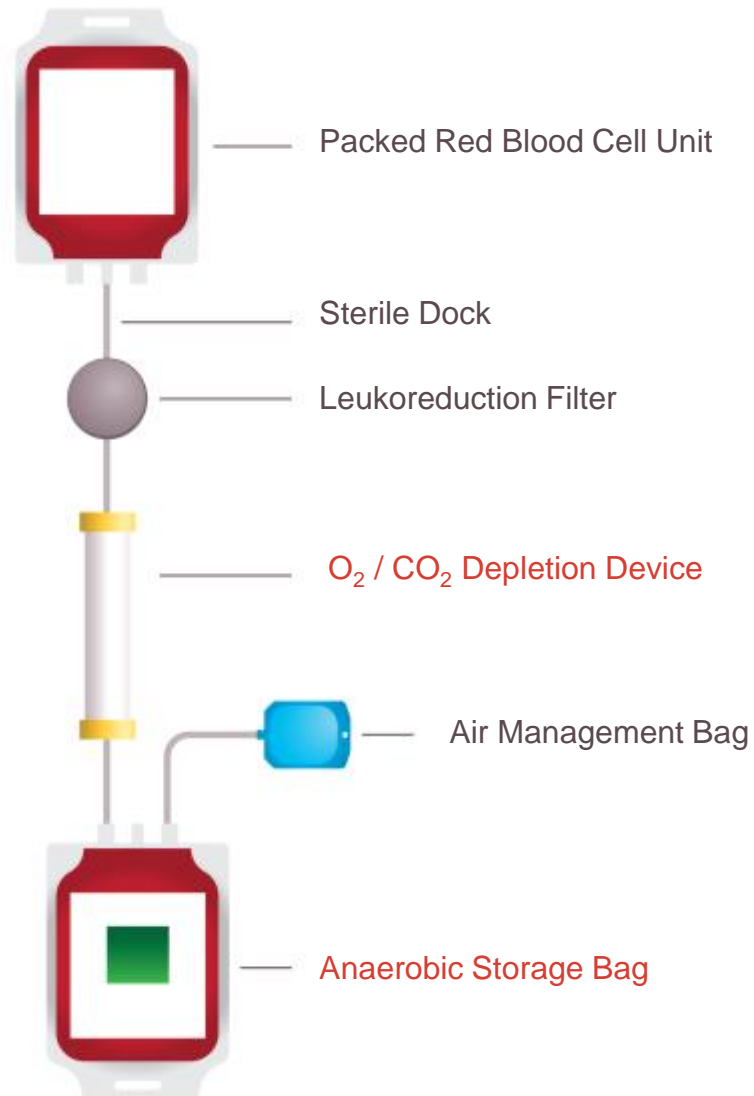 Packed Red Blood Cell Unit
Sterile Dock
Leukoreduction Filter
O₂ / CO₂ Depletion Device
Air Management Bag
Anaerobic Storage Bag